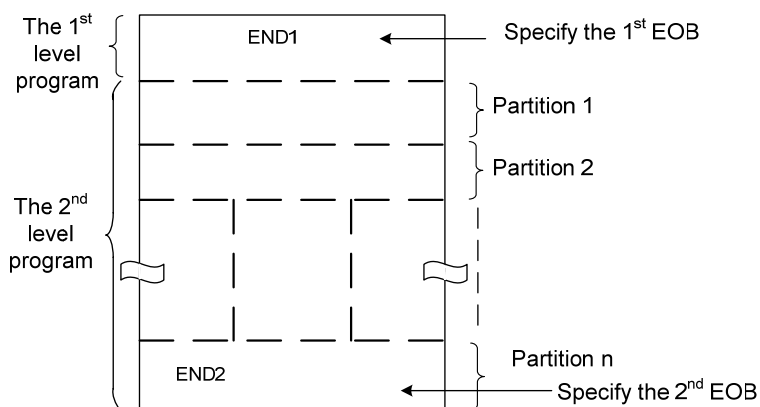 The 1st
level
program
END1
Specify the 1st EOB
Partition 1
Partition 2
The 2nd
level
program
Partition n
END2
Specify the 2nd EOB